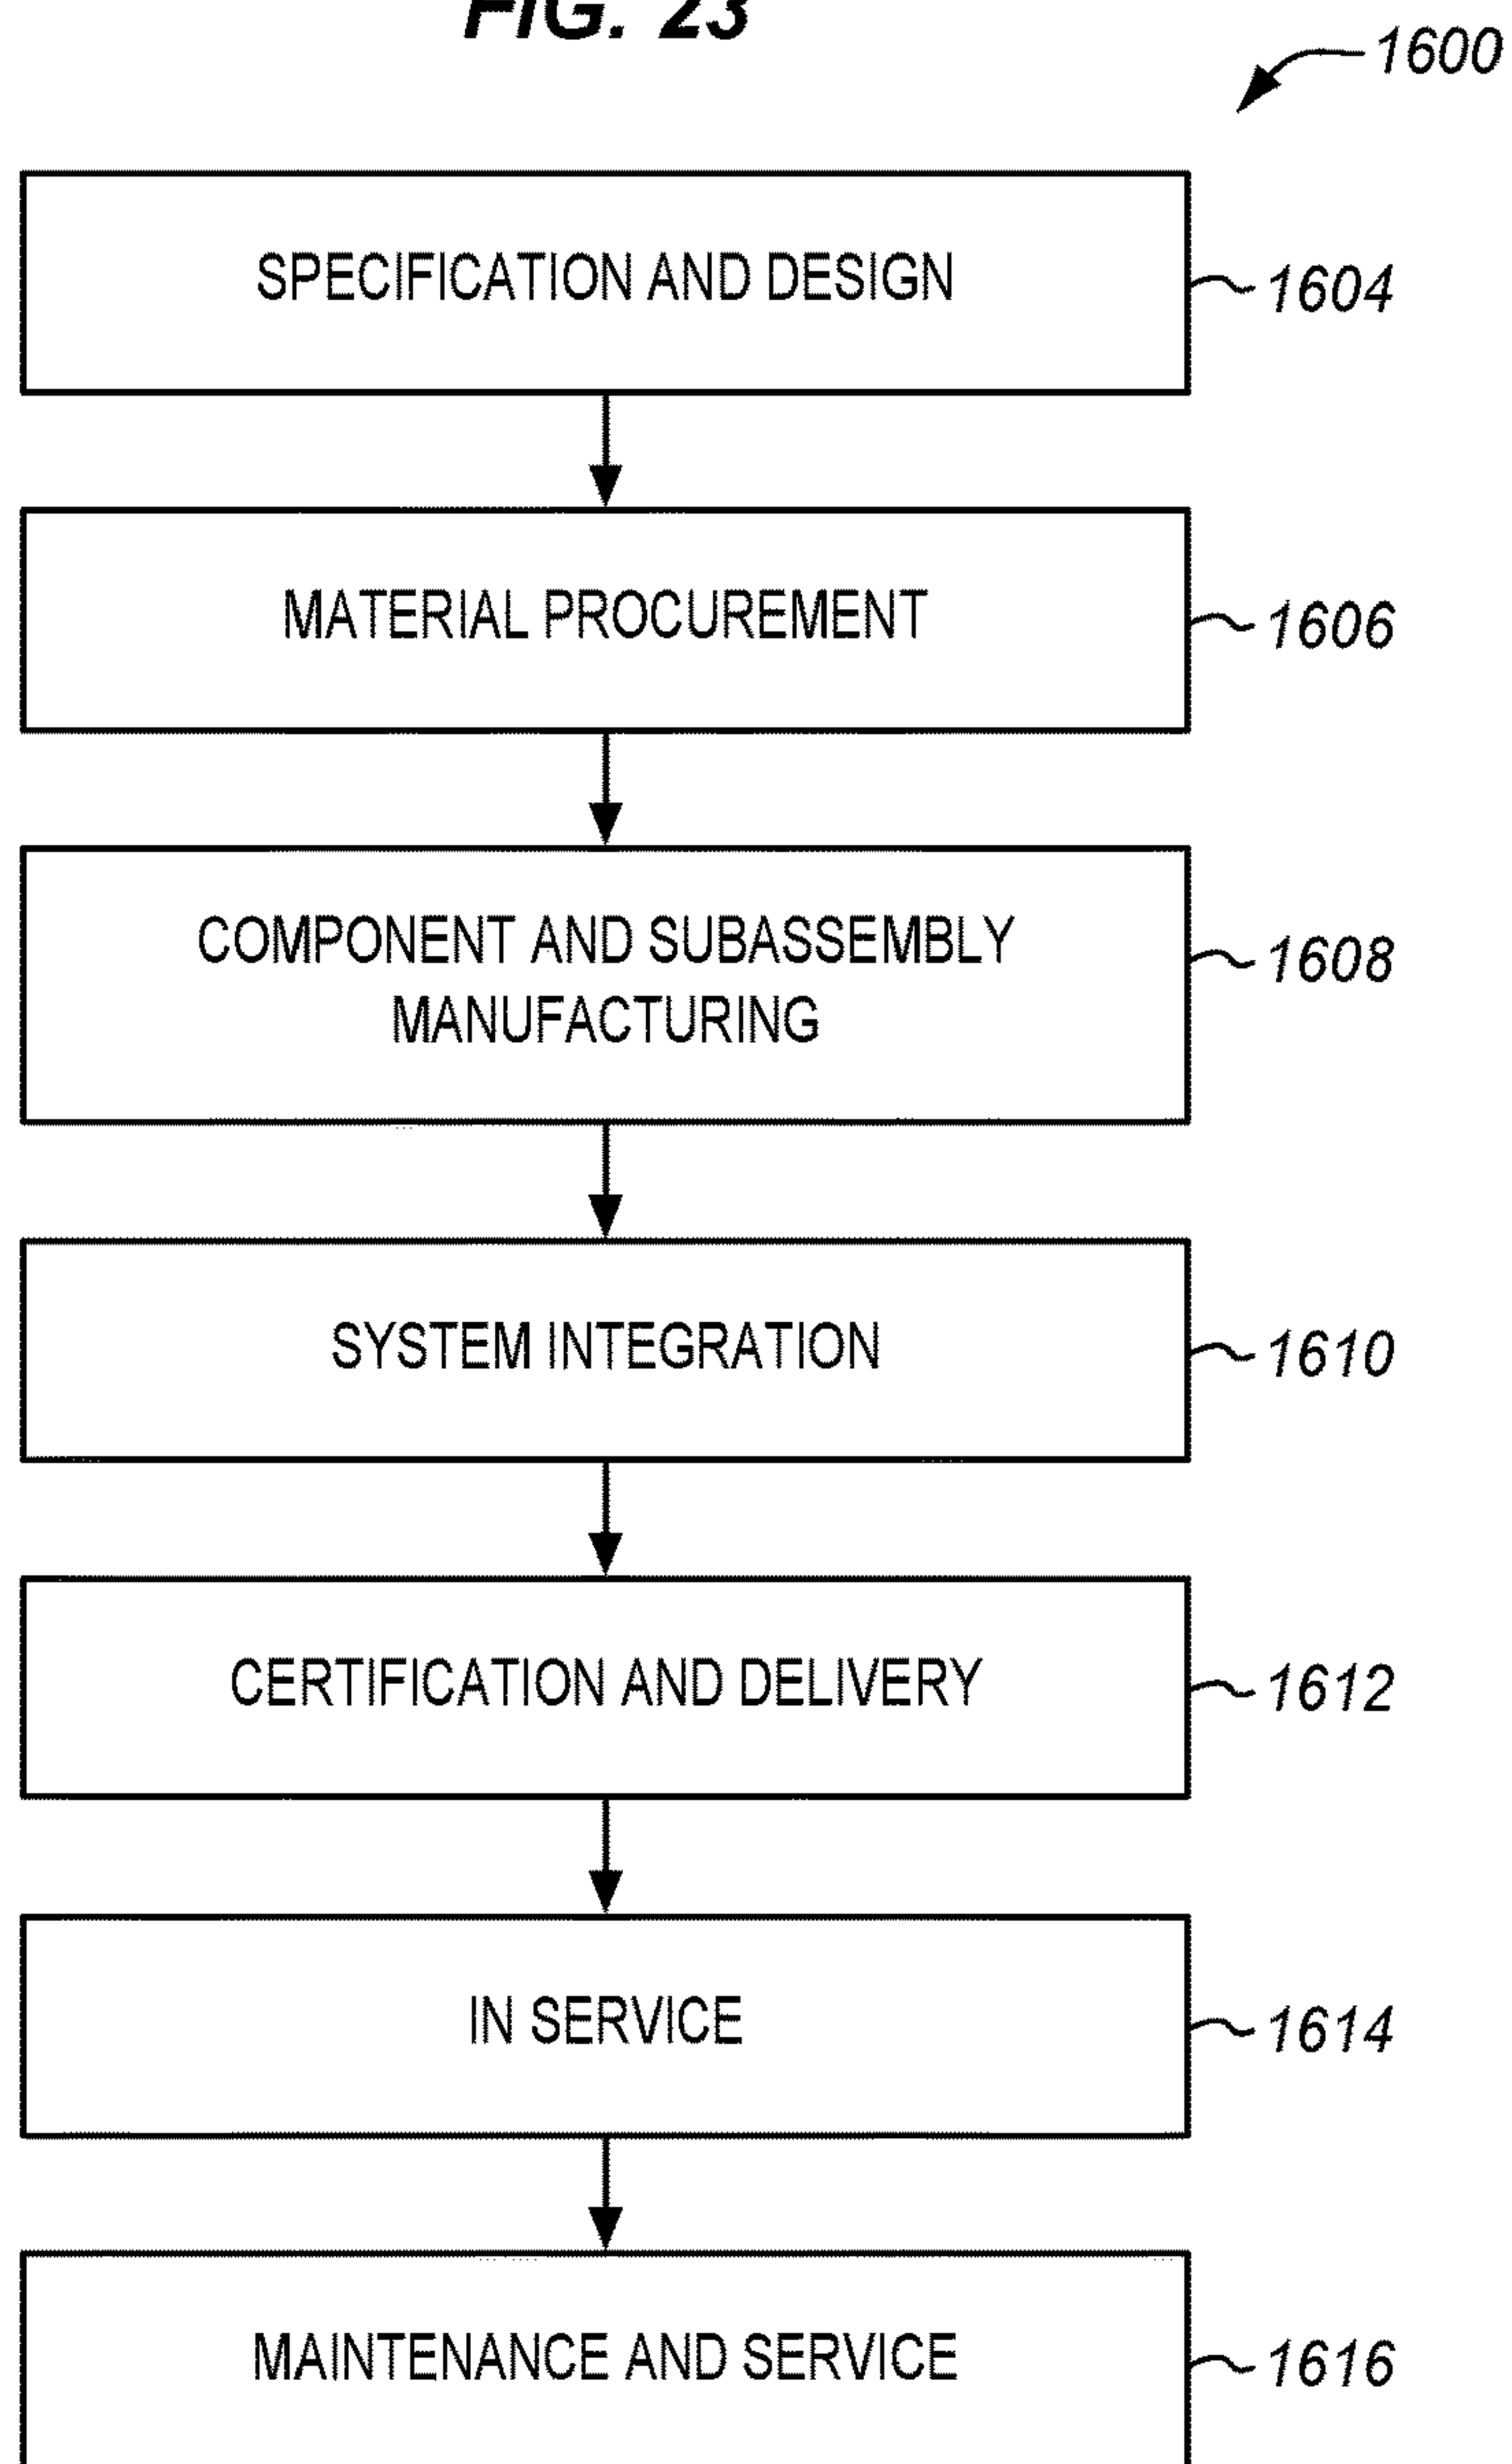 FIG. 23
1600
SPECIFICATION AND DESIGN
1604
MATERIAL PROCUREMENT
1606
COMPONENT AND SUBASSEMBLY
MANUFACTURING
1608
SYSTEM INTEGRATION
1610
CERTIFICATION AND DELIVERY
1612
IN SERVICE
1614
MAINTENANCE AND SERVICE
1616